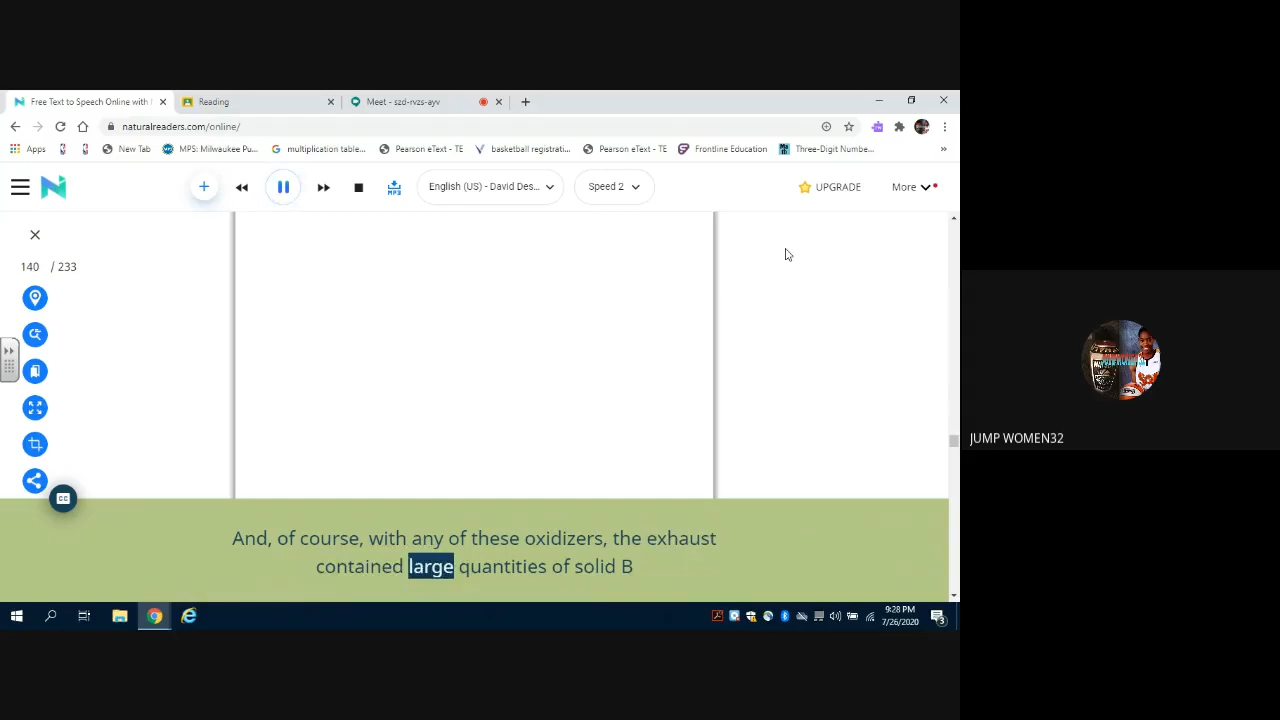 Free Text to Speech Online with
Reading
Meet - szd-rvzs-ayv
naturalreaders.com/online/
Apps
New Tab
MPS: Milwaukee Pu...
multiplication table...
Pearson eText - TE
basketball registrati...
Pearson eText - TE
Frontline Education
Three-Digit Numbe...
»
MP3
English (US) - David Des...
Speed 2
UPGRADE
More
140 / 233
CC
And, of course, with any of these oxidizers, the exhaust
contained large quantities of solid B
9:28 PM
7/26/2020
3
JUMP WOMEN32